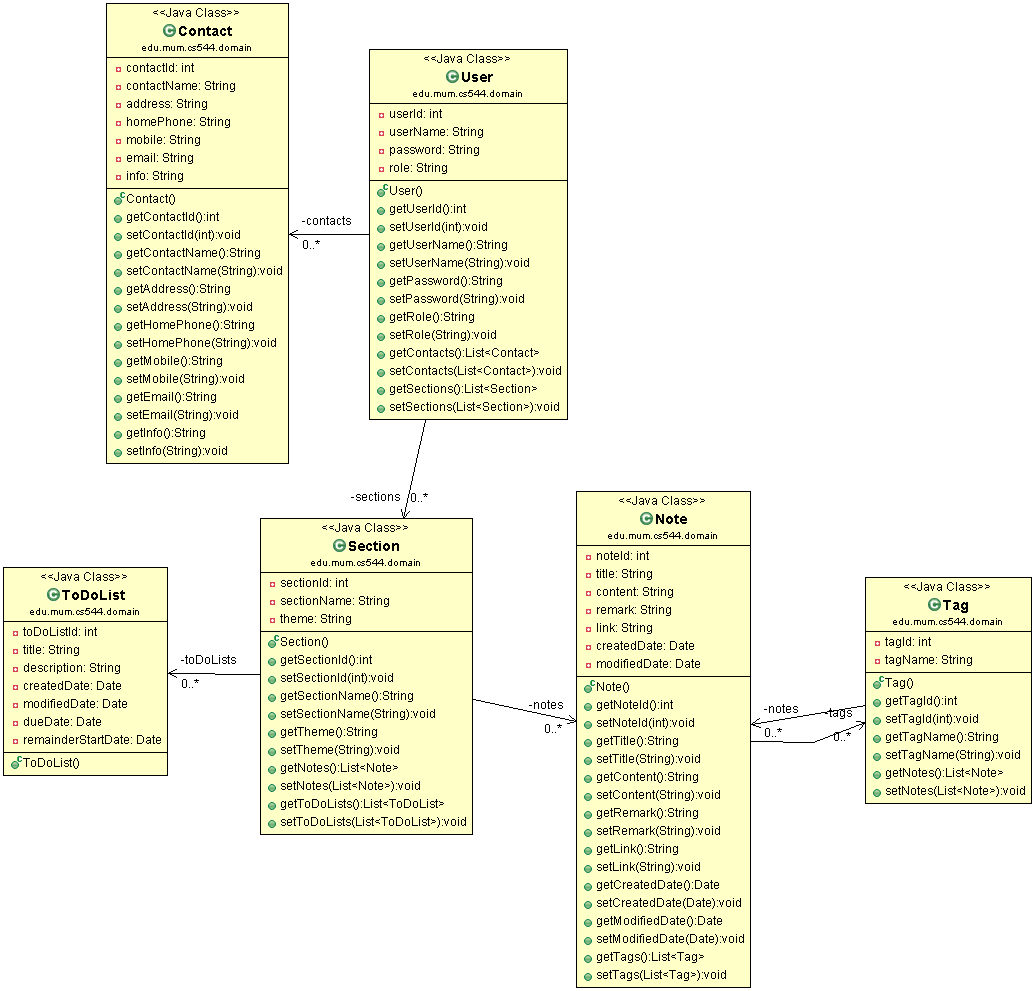 <<Java Class>>
Contact
edu.mum.cs544.domain
contactId: int
contactName: String
address: String
homePhone: String
mobile: String
email: String
info: String
Contact()
getContactId():int
setContactId(int):void
getContactName():String
setContactName(String):void
getAddress():String
setAddress(String):void
getHomePhone():String
setHomePhone(String):void
getMobile():String
setMobile(String):void
getEmail():String
setEmail(String):void
getInfo():String
setInfo(String):void
-contacts
0..*
<<Java Class>>
User
edu.mum.cs544.domain
userId: int
userName: String
password: String
role: String
User()
getUserId():int
setUserId(int):void
getUserName():String
setUserName(String):void
getPassword():String
setPassword(String):void
getRole():String
setRole(String):void
getContacts():List<Contact>
setContacts(List<Contact>):void
getSections():List<Section>
setSections(List<Section>):void
-sections 0..*
<<Java Class>>
ToDoList
edu.mum.cs544.domain
toDoListId: int
title: String
description: String
createdDate: Date
modifiedDate: Date
dueDate: Date
remainderStartDate: Date
ToDoList()
-toDoLists
0..*
<<Java Class>>
Section
edu.mum.cs544.domain
sectionId: int
sectionName: String
theme: String
Section()
getSectionId():int
setSectionId(int):void
getSectionName():String
setSectionName(String):void
getTheme():String
setTheme(String):void
getNotes():List<Note>
setNotes(List<Note>):void
getToDoLists():List<ToDoList>
setToDoLists(List<ToDoList>):void
-notes
0..*
<<Java Class>>
Note
edu.mum.cs544.domain
noteId: int
title: String
content: String
remark: String
link: String
createdDate: Date
modifiedDate: Date
Note()
getNoteId():int
setNoteId(int):void
getTitle():String
setTitle(String):void
getContent():String
setContent(String):void
getRemark():String
setRemark(String):void
getLink():String
setLink(String):void
getCreatedDate():Date
setCreatedDate(Date):void
getModifiedDate():Date
setModifiedDate(Date):void
getTags():List<Tag>
setTags(List<Tag>):void
-notes
0..*
-tags
0..*
<<Java Class>>
Tag
edu.mum.cs544.domain
tagId: int
tagName: String
Tag()
getTagId():int
setTagId(int):void
getTagName():String
setTagName(String):void
getNotes():List<Note>
setNotes(List<Note>):void